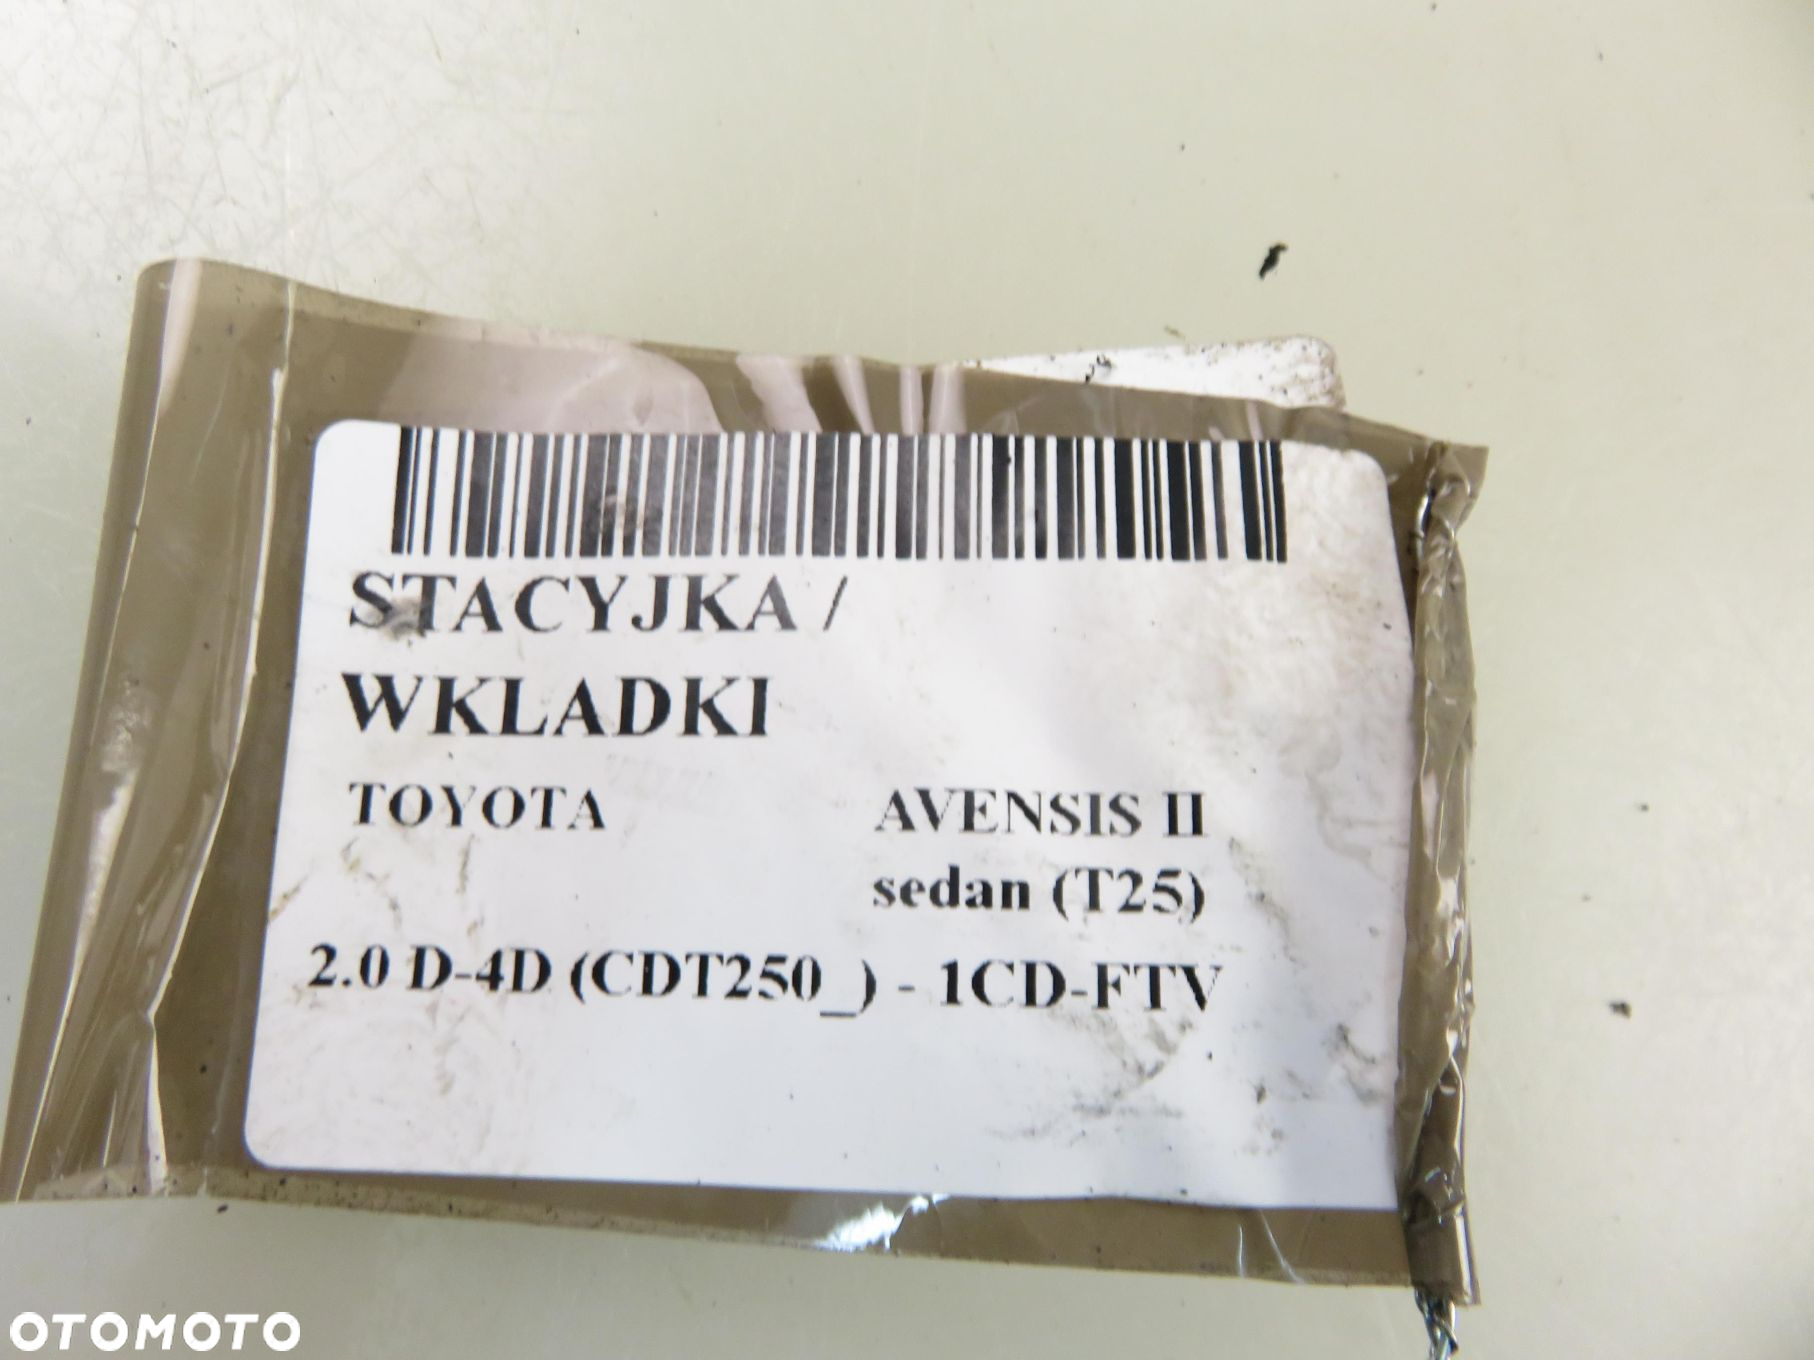 STACYJKA /
WKLADKI
TOYOTA AVENSIS II
sedan (T25)
2.0 D-4D (CDT250_) - 1CD-FTV
OTOMOTO